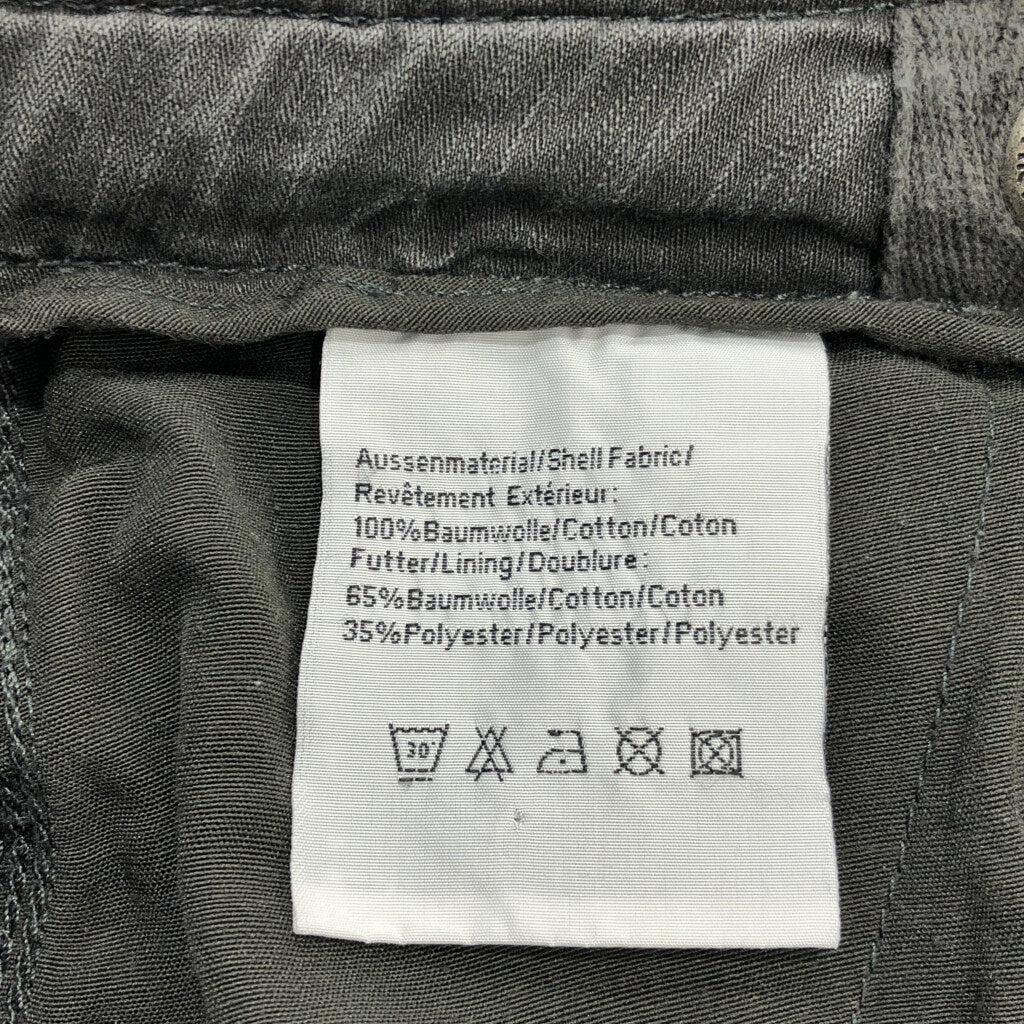 Aussenmaterial/Shell Fabric/
Revêtement Extérieur:
100%Baumwolle/Cotton/Coton
Futter/Lining/Doublure:
65%Baumwolle/Cotton/Coton
35%Polyester/Polyester/Polyester
30°